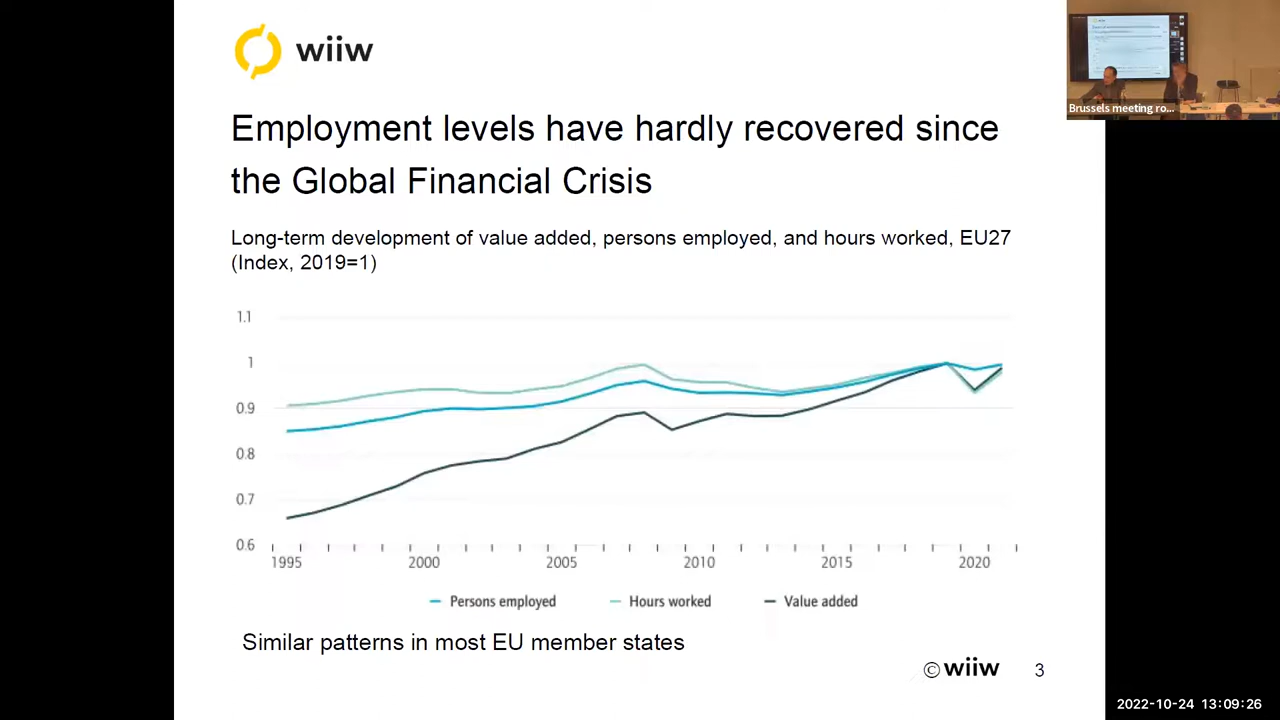 wiiw
Brussels meeting ro...
Employment levels have hardly recovered since
the Global Financial Crisis
Long-term development of value added, persons employed, and hours worked, EU27
(Index, 2019=1)
1.1
1
0.9
0.8
0.7
0.6
1995 2000 2005 2010 2015 2020
Persons employed Hours worked Value added
Similar patterns in most EU member states
©wiiw 3
2022-10-24 13:09:26